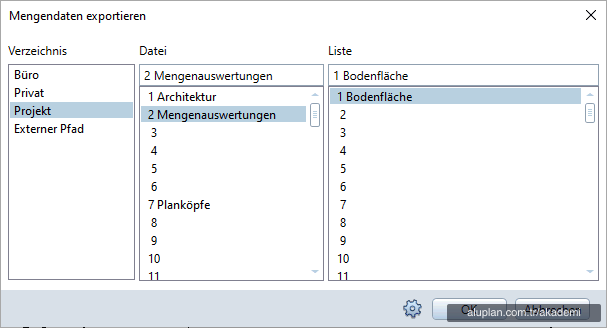 Mengendaten exportieren
Verzeichnis
Büro
Privat
Projekt
Externer Pfad
Datei
2 Mengenauswertungen
1 Architektur
2 Mengenauswertungen
3
4
5
6
7 Planköpfe
8
9
10
11
Liste
1 Bodenfläche
1 Bodenfläche
2
3
4
5
6
7
8
9
10
11
OK
Abbrechen
aluplan.com.tr/akademi